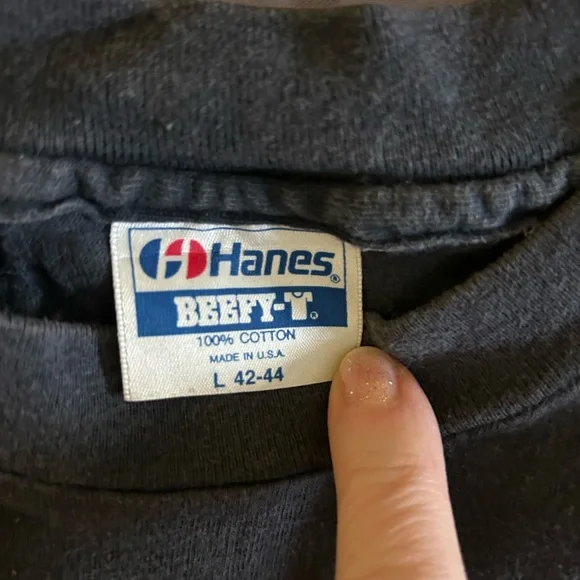 Hanes®
BEEFY-T®
100% COTTON
MADE IN U.S.A.
L 42-44